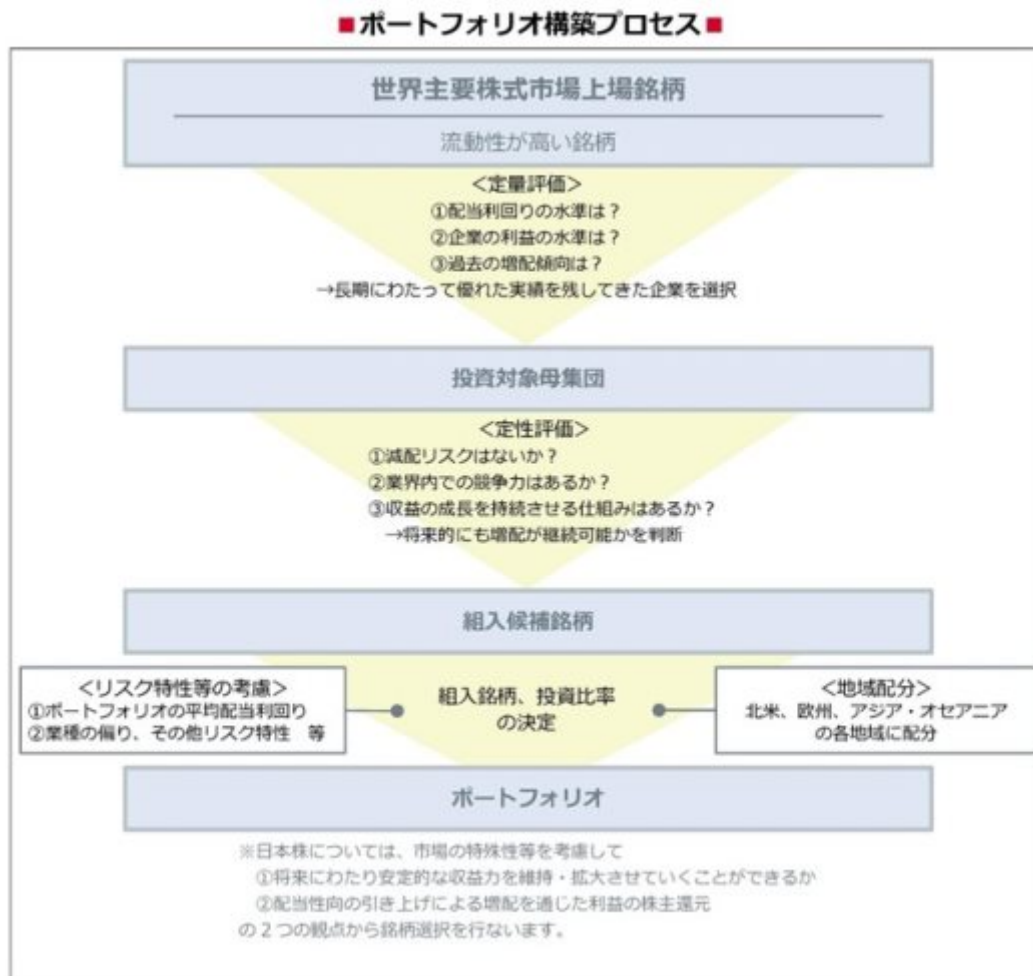 ■ポートフォリオ構築プロセス■
世界主要株式市場上場銘柄
流動性が高い銘柄
＜定量評価＞
①配当利回りの水準は？
②企業の利益の水準は？
③過去の増配傾向は？
→長期にわたって優れた実績を残してきた企業を選択
投資対象母集団
＜定性評価＞
①減配リスクはないか？
②業界内での競争力はあるか？
③収益の成長を持続させる仕組みはあるか？
→将来的にも増配が継続可能かを判断
組入候補銘柄
＜リスク特性等の考慮＞
①ポートフォリオの平均配当利回り
②業種の偏り、その他リスク特性　等
組入銘柄、投資比率
の決定
＜地域配分＞
北米、欧州、アジア・オセアニア
の各地域に配分
ポートフォリオ
※日本株については、市場の特殊性等を考慮して
①将来にわたり安定的な収益力を維持・拡大させていくことができるか
②配当性向の引き上げによる増配を通じた利益の株主還元
の２つの観点から銘柄選択を行ないます。